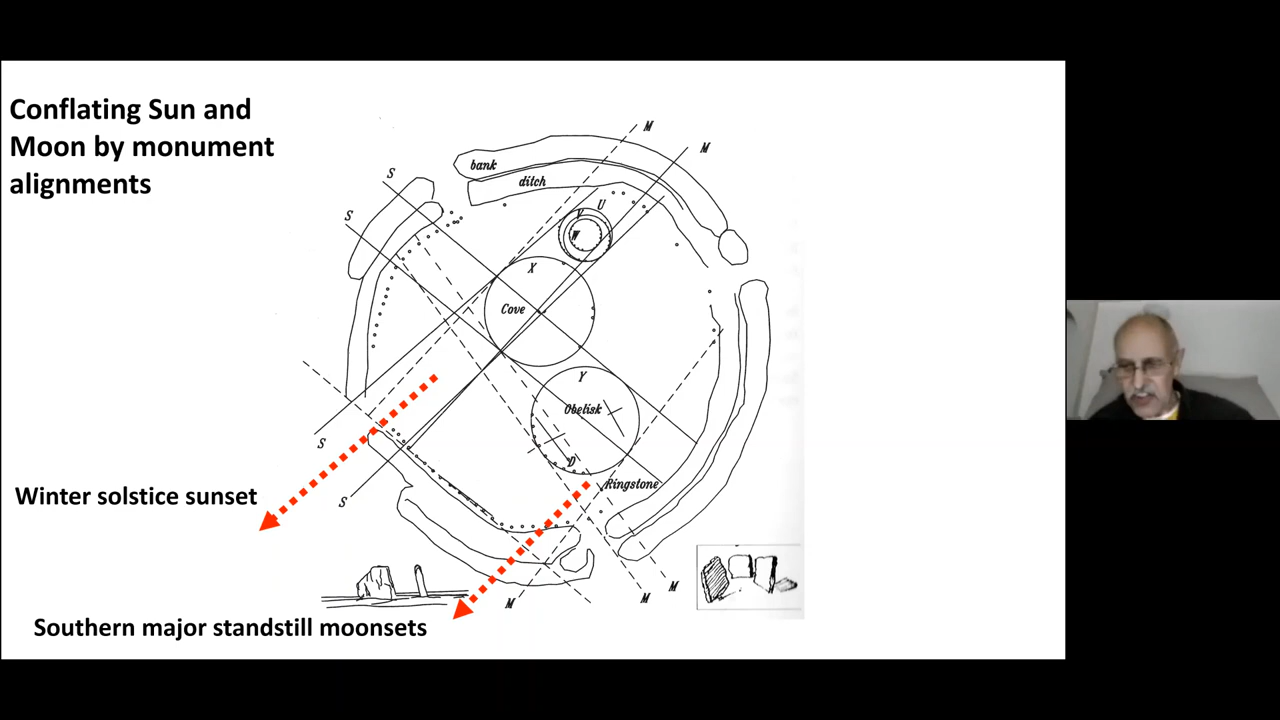 Conflating Sun and
Moon by monument
alignments
M
M
bank
ditch
S
S
U
V
W
X
Cove
Y
Obelisk
D
Ringstone
S
S
Winter solstice sunset
M
M
M
Southern major standstill moonsets